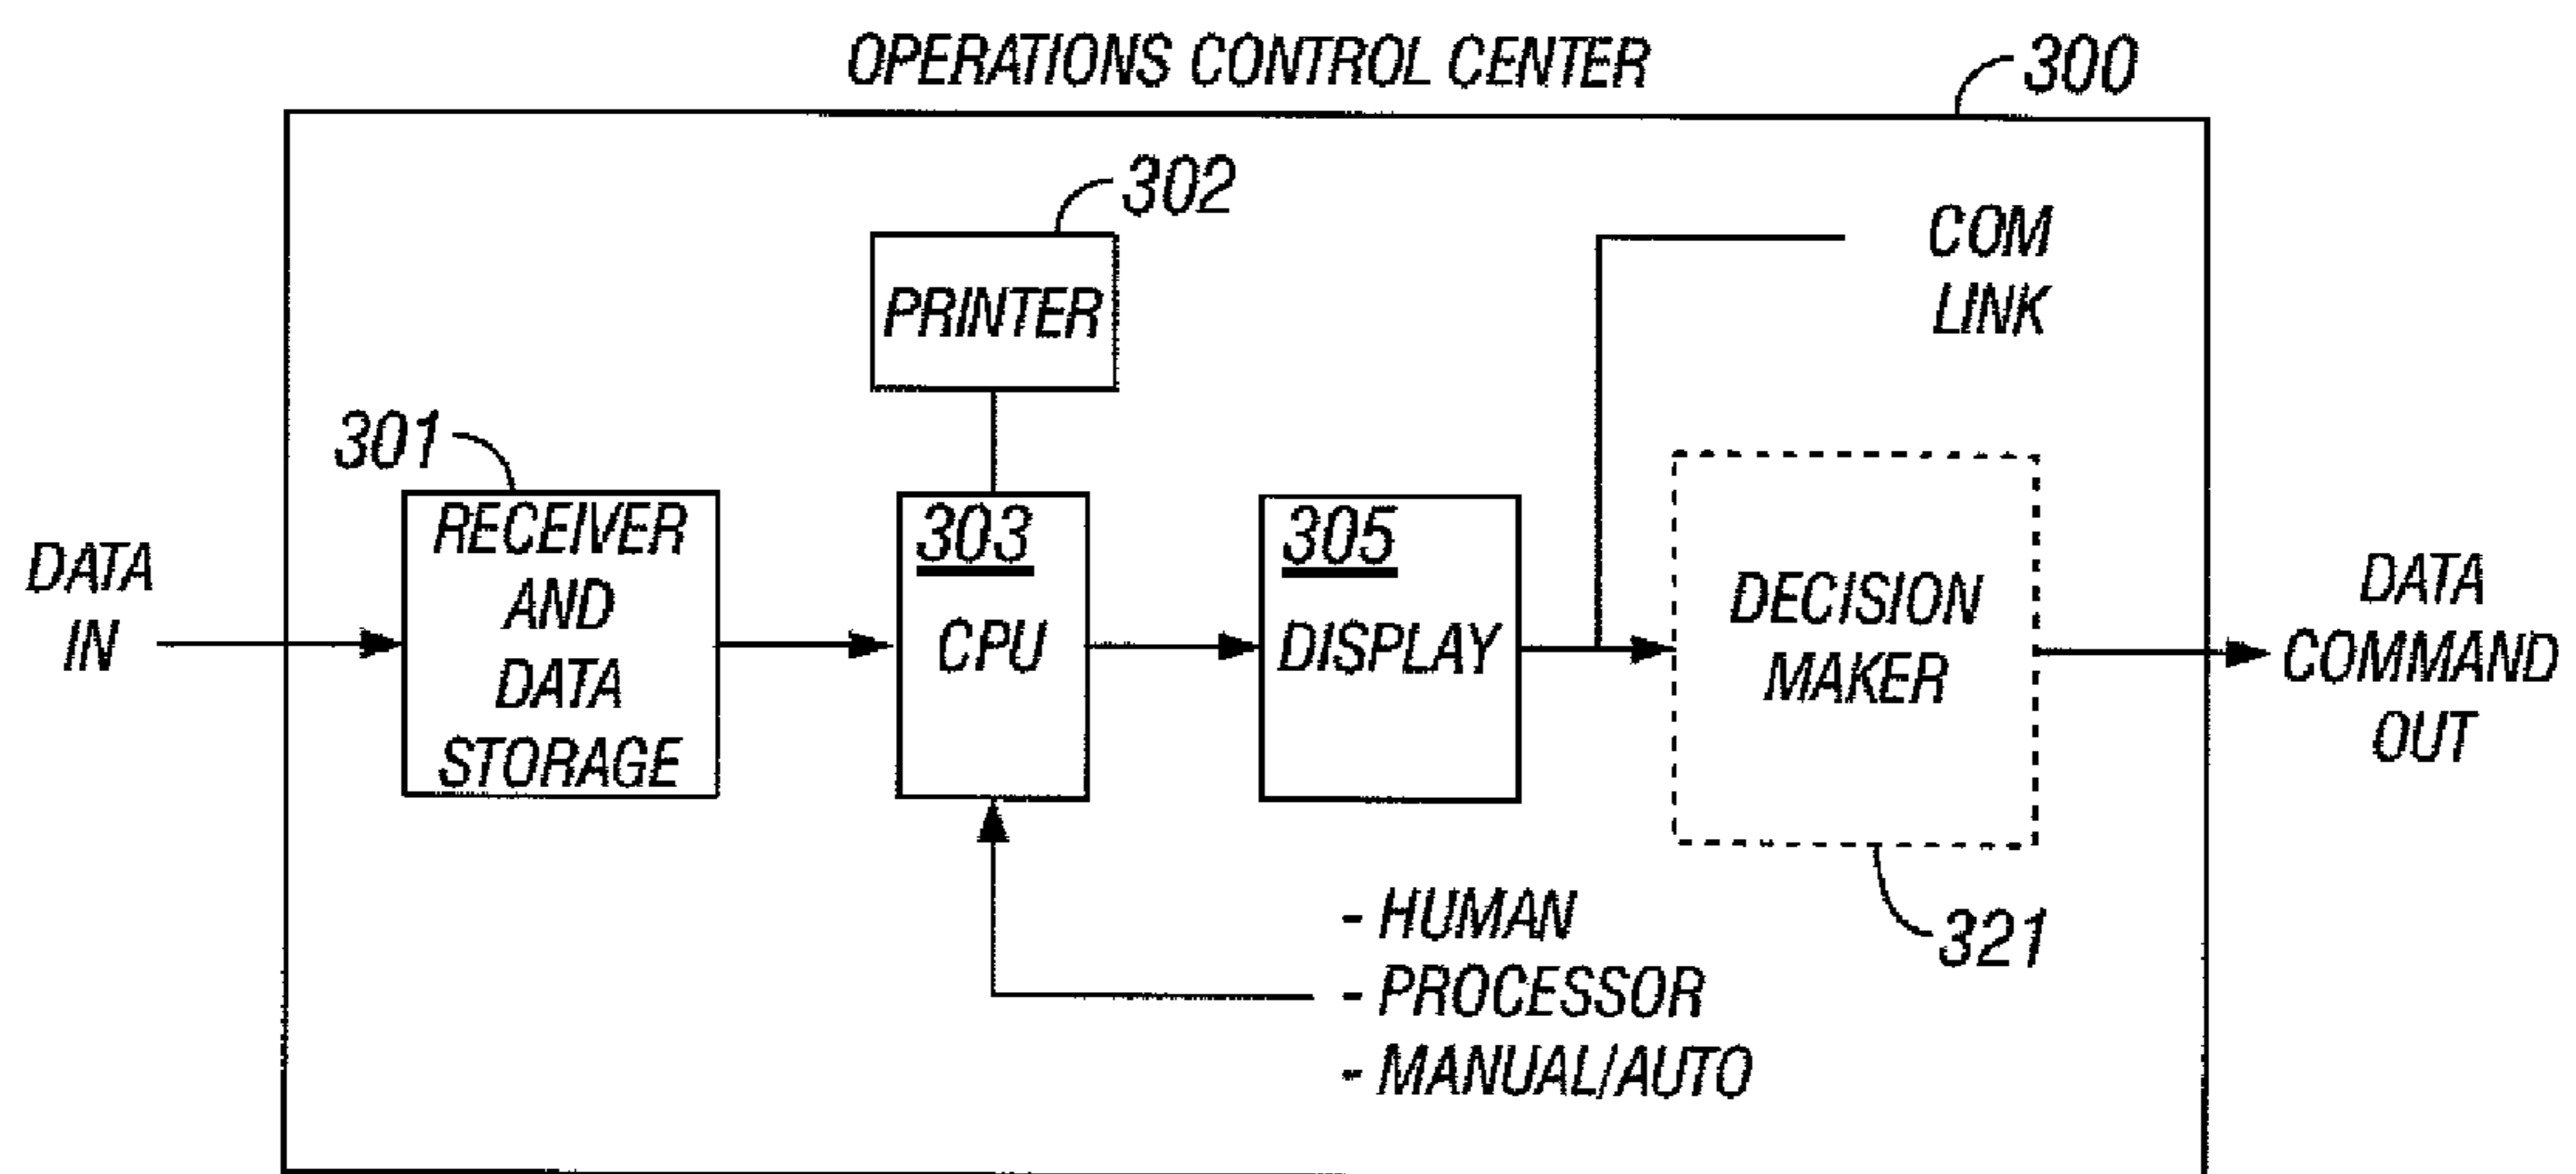 OPERATIONS CONTROL CENTER
300
302
PRINTER
COM
LINK
301
RECEIVER
AND
DATA
STORAGE
303
CPU
305
DISPLAY
DECISION
MAKER
DATA
IN
DATA
COMMAND
OUT
321
- HUMAN
- PROCESSOR
- MANUAL/AUTO